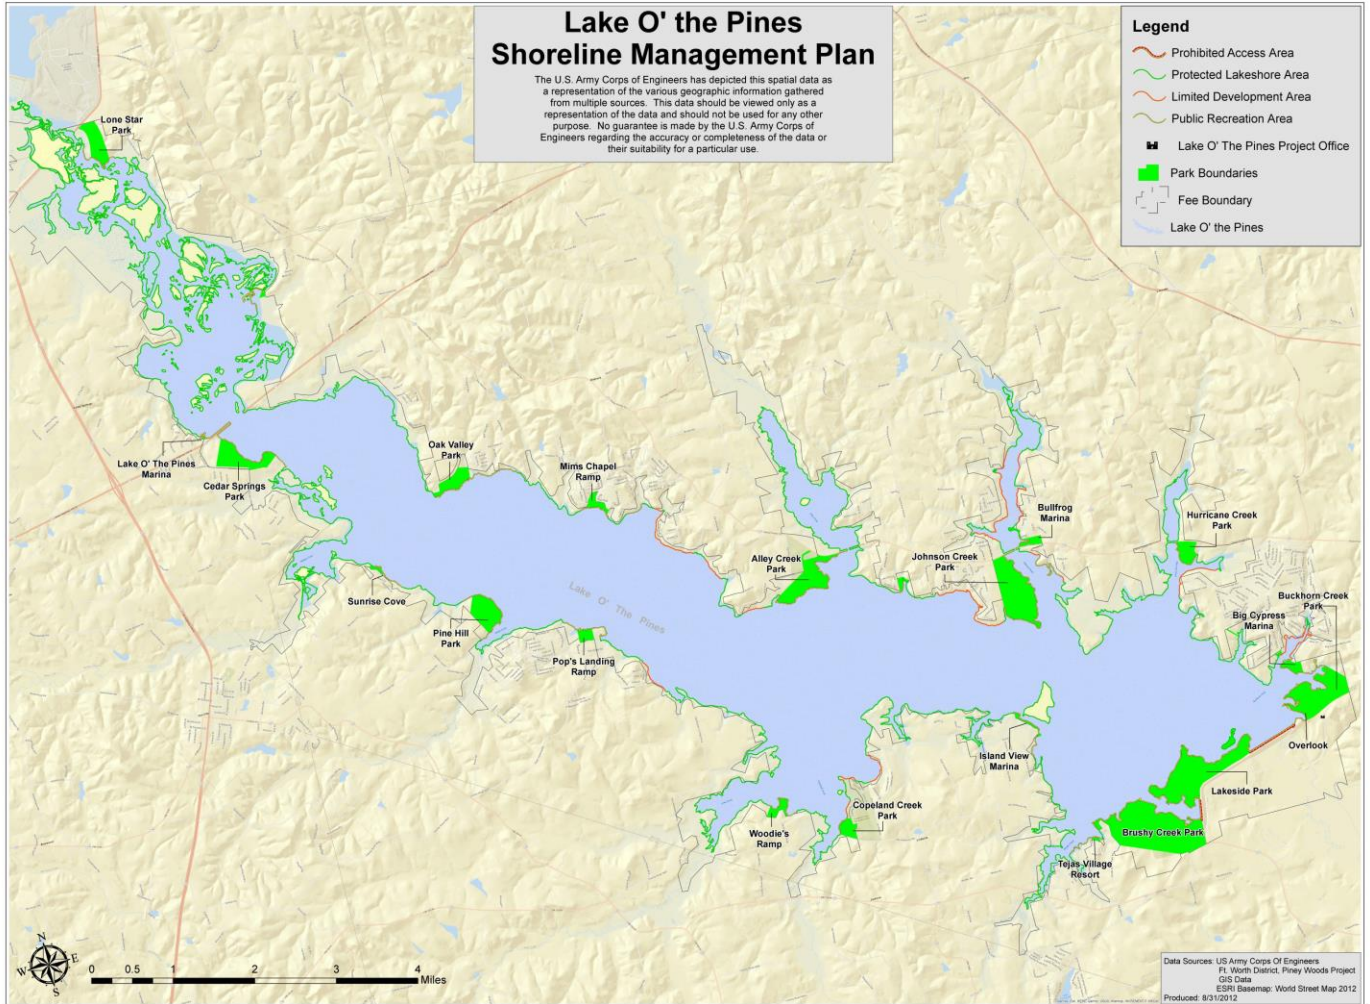 Lake O' the Pines
Shoreline Management Plan
The U.S. Army Corps of Engineers has depicted this spatial data as
a representation of the various geographic information gathered
from multiple sources. This data should be viewed only as a
representation of the data and should not be used for any other
purpose. No guarantee is made by the U.S. Army Corps of
Engineers regarding the accuracy or completeness of the data or
their suitability for a particular use.
Legend
Prohibited Access Area
Protected Lakeshore Area
Limited Development Area
Public Recreation Area
Lake O' The Pines Project Office
Park Boundaries
Fee Boundary
Lake O' the Pines
Lone Star
Park
Lake O' The Pines
Marina
Cedar Springs
Park
Oak Valley
Park
Mims Chapel
Ramp
Alley Creek
Park
Johnson Creek
Park
Bullfrog
Marina
Hurricane Creek
Park
Buckhorn Creek
Park
Big Cypress
Marina
Sunrise Cove
Pine Hill
Park
Lake O' The Pines
Pop's Landing
Ramp
Island View
Marina
Overlook
Lakeside Park
Copeland Creek
Park
Woodie's
Ramp
Brushy Creek Park
Tejas Village
Resort
N
W E
S
0 0.5 1 2 3 4
Miles
Data Sources: US Army Corps Of Engineers
Ft. Worth District, Piney Woods Project
GIS Data
ESRI Basemap: World Street Map 2012
Produced: 8/31/2012